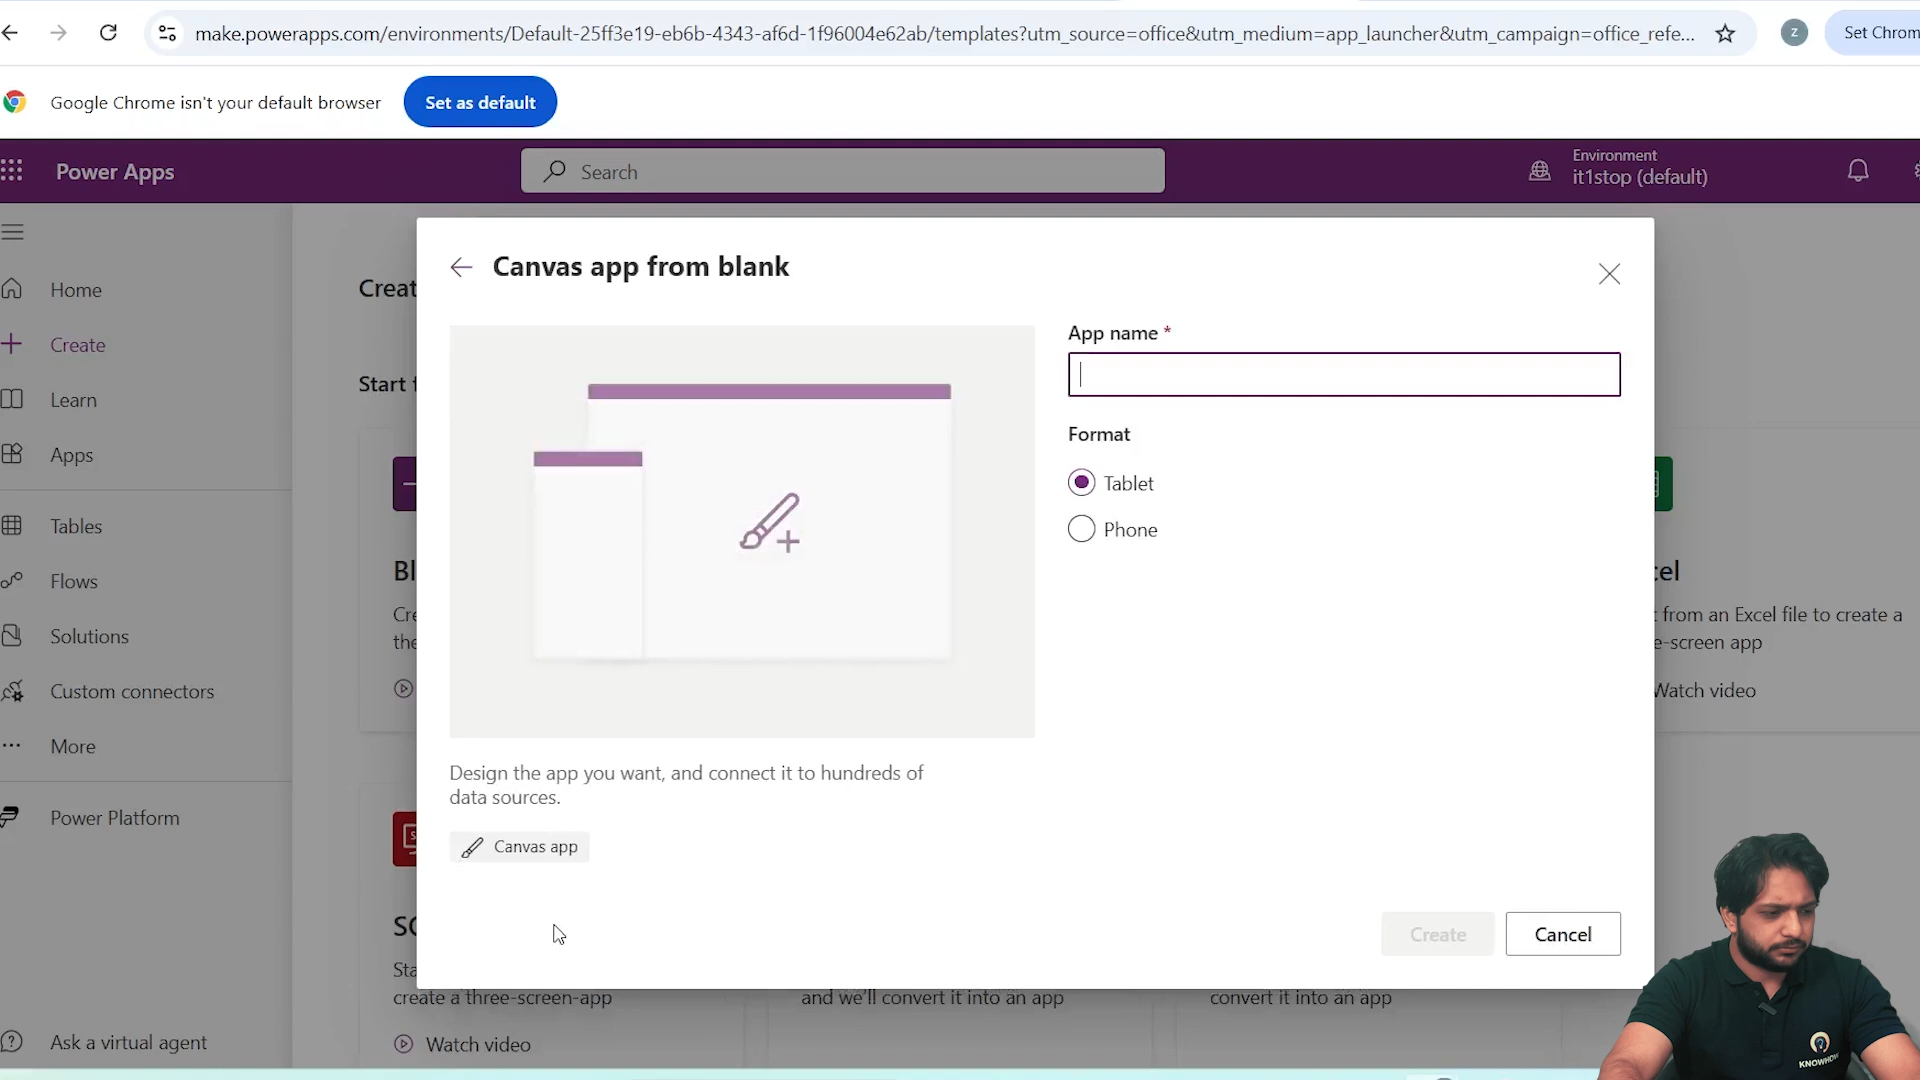 make.powerapps.com/environments/Default-25ff3e19-eb6b-4343-af6d-1f96004e62ab/templates?utm_source=office&utm_medium=app_launcher&utm_campaign=office_refe...
Z
Set Chrom
Google Chrome isn't your default browser
Set as default
Power Apps
Search
Environment
it1stop (default)
Home
Create
Learn
Apps
Tables
Flows
Solutions
Custom connectors
More
Power Platform
Ask a virtual agent
Creat
Start f
Bl
Cre
the
Canvas app from blank
App name *
Format
Tablet
Phone
Design the app you want, and connect it to hundreds of
data sources.
Canvas app
Create
Cancel
cel
t from an Excel file to create a
e-screen app
Watch video
Sta
create a three-screen-app
Watch video
and we'll convert it into an app
convert it into an app
KNOWHOW